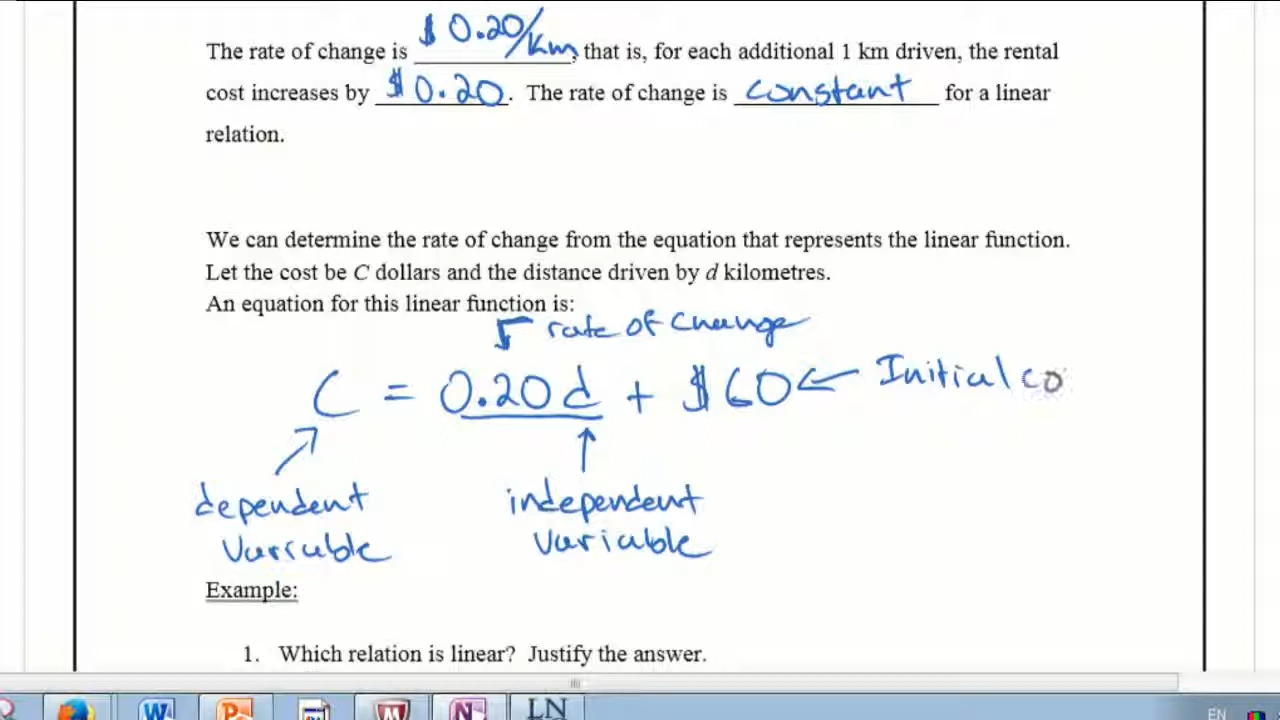 The rate of change is $0.20/km, that is, for each additional 1 km driven, the rental
cost increases by $0.20. The rate of change is constant for a linear
relation.
We can determine the rate of change from the equation that represents the linear function.
Let the cost be C dollars and the distance driven by d kilometres.
An equation for this linear function is:
rate of change
C = 0.20d + $60 ← Initial co
dependent variable
independent variable
Example:
1. Which relation is linear? Justify the answer.
W P N LN
EN